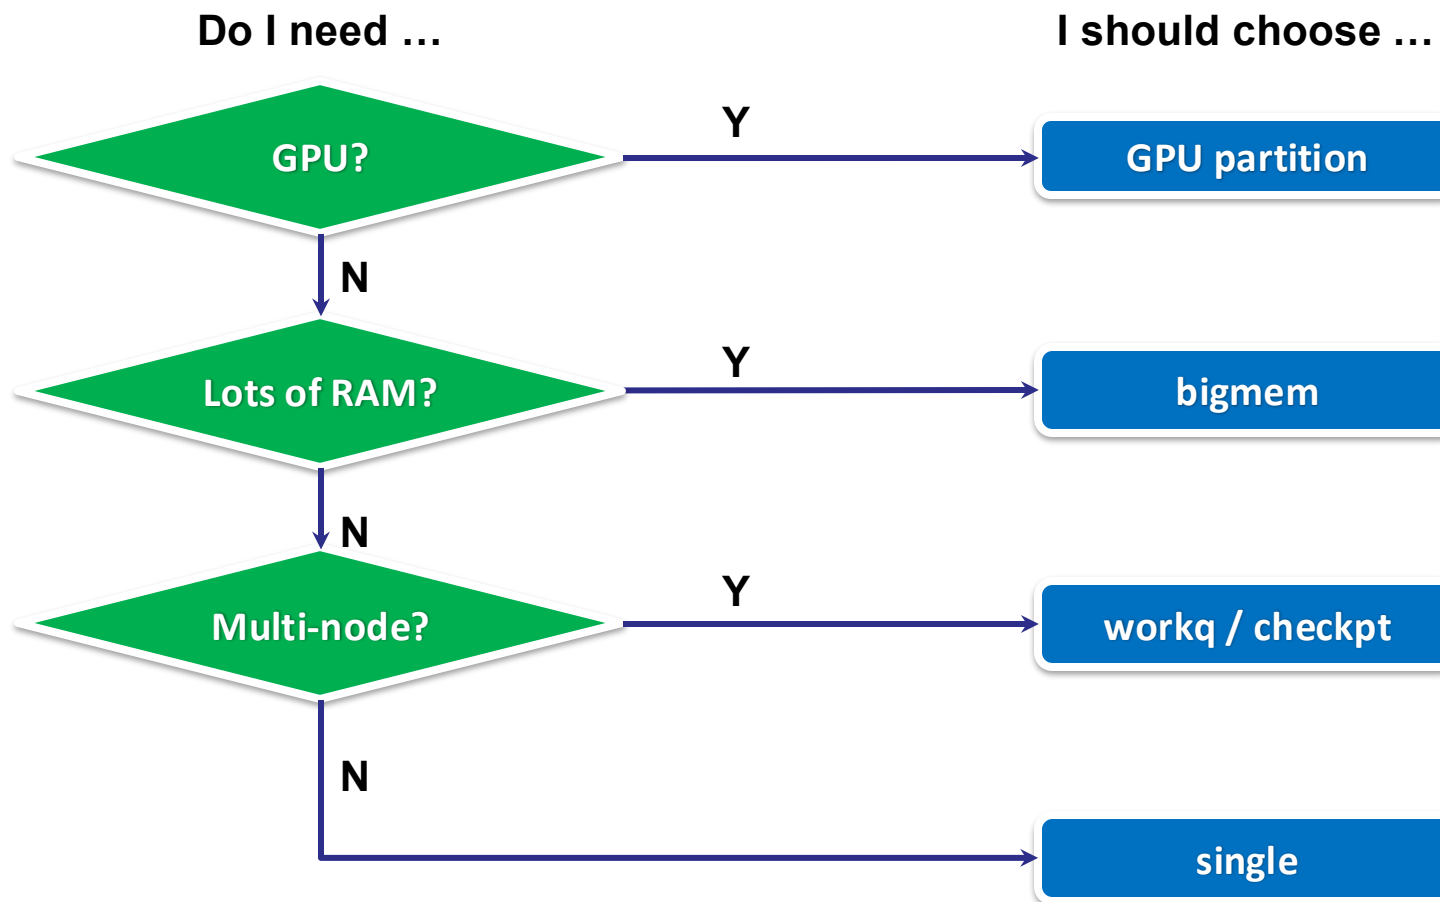 Do I need …
I should choose …
GPU?
Y
GPU partition
N
Lots of RAM?
Y
bigmem
N
Multi-node?
Y
workq / checkpt
N
single